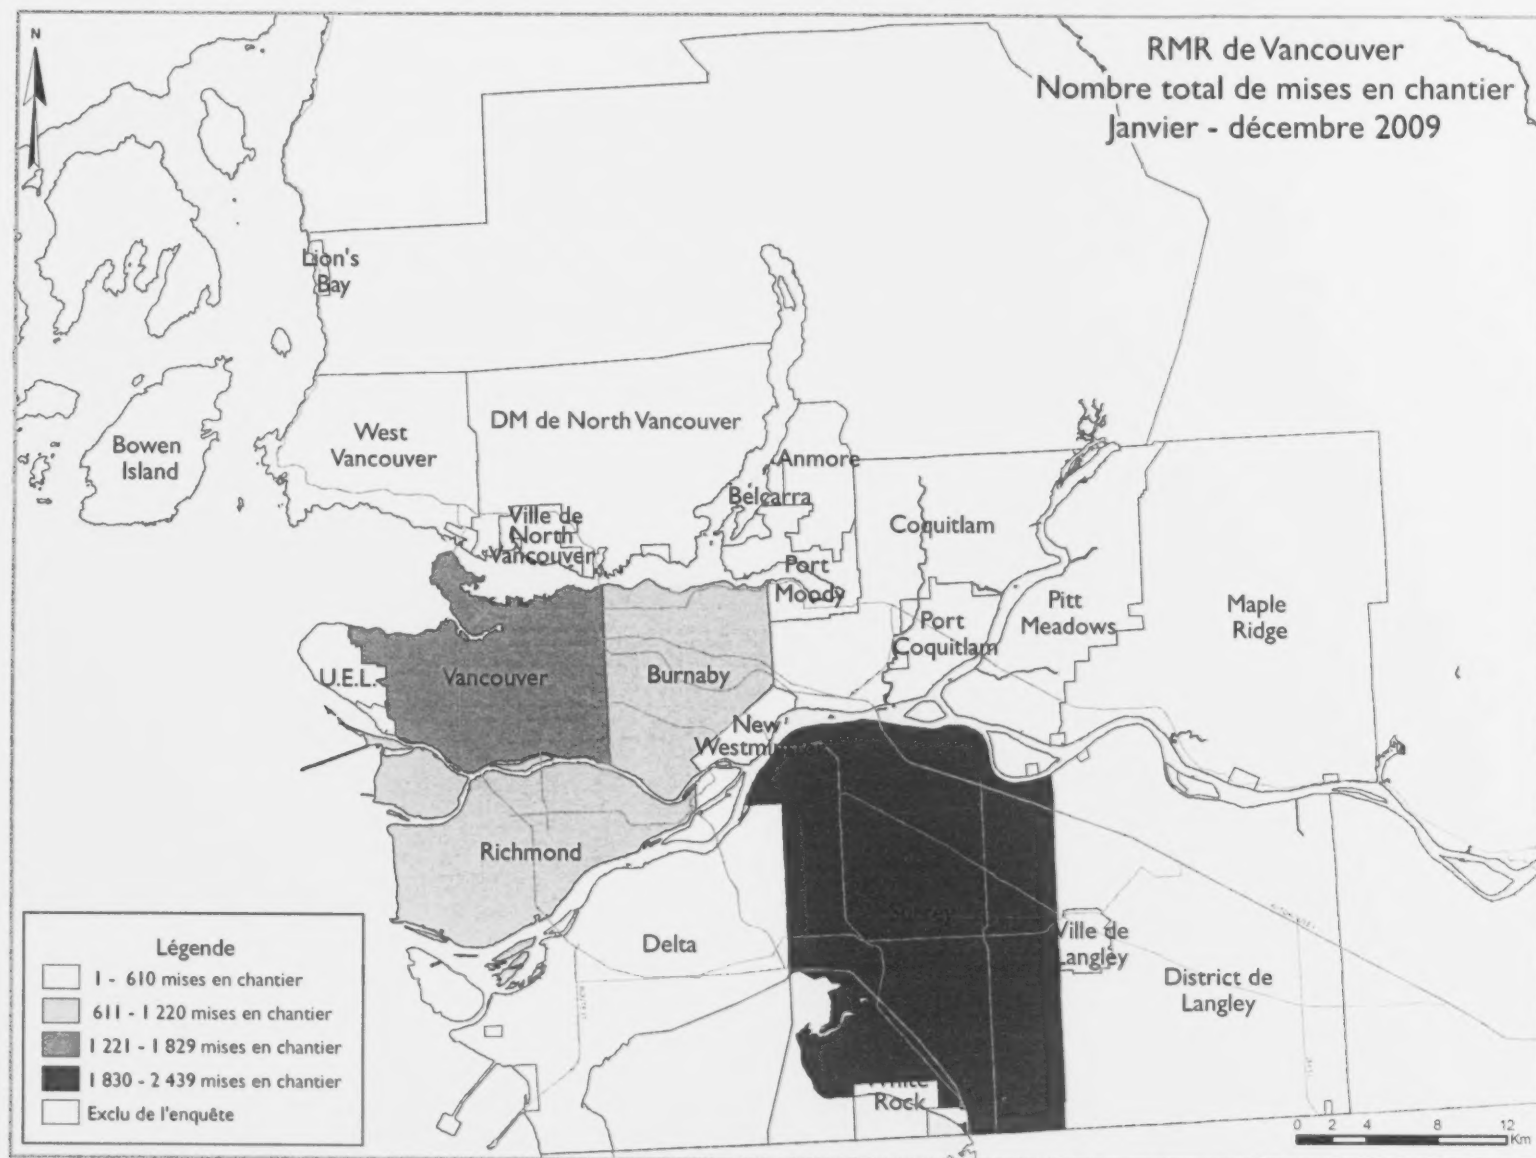 N
RMR de Vancouver
Nombre total de mises en chantier
Janvier - décembre 2009
Lion's
Bay
Bowen
Island
West
Vancouver
DM de North Vancouver
Anmore
Belcarra
Ville de
North
Vancouver
Coquitlam
Port
Moody
Port
Coquitlam
Pitt
Meadows
Maple
Ridge
U.E.L.
Vancouver
Burnaby
New
Westminster
Richmond
Delta
Surrey
Ville de
Langley
District de
Langley
White
Rock
Légende
1 - 610 mises en chantier
611 - 1 220 mises en chantier
1 221 - 1 829 mises en chantier
1 830 - 2 439 mises en chantier
Exclu de l'enquête
0 2 4 8 12
Km